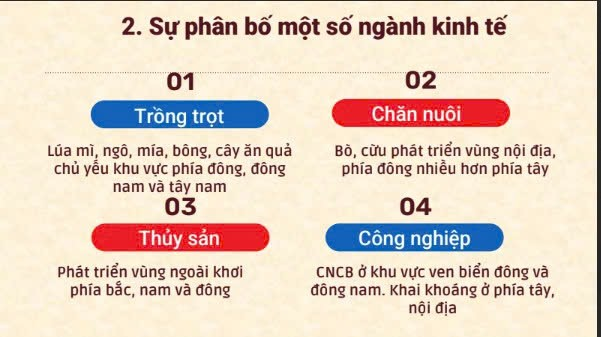 2. Sự phân bố một số ngành kinh tế
01
Trồng trọt
Lúa mì, ngô, mía, bông, cây ăn quả
chủ yếu khu vực phía đông, đông
nam và tây nam
02
Chăn nuôi
Bò, cừu phát triển vùng nội địa,
phía đông nhiều hơn phía tây
03
Thủy sản
Phát triển vùng ngoài khơi
phía bắc, nam và đông
04
Công nghiệp
CNCB ở khu vực ven biển đông và
đông nam. Khai khoáng ở phía tây,
nội địa